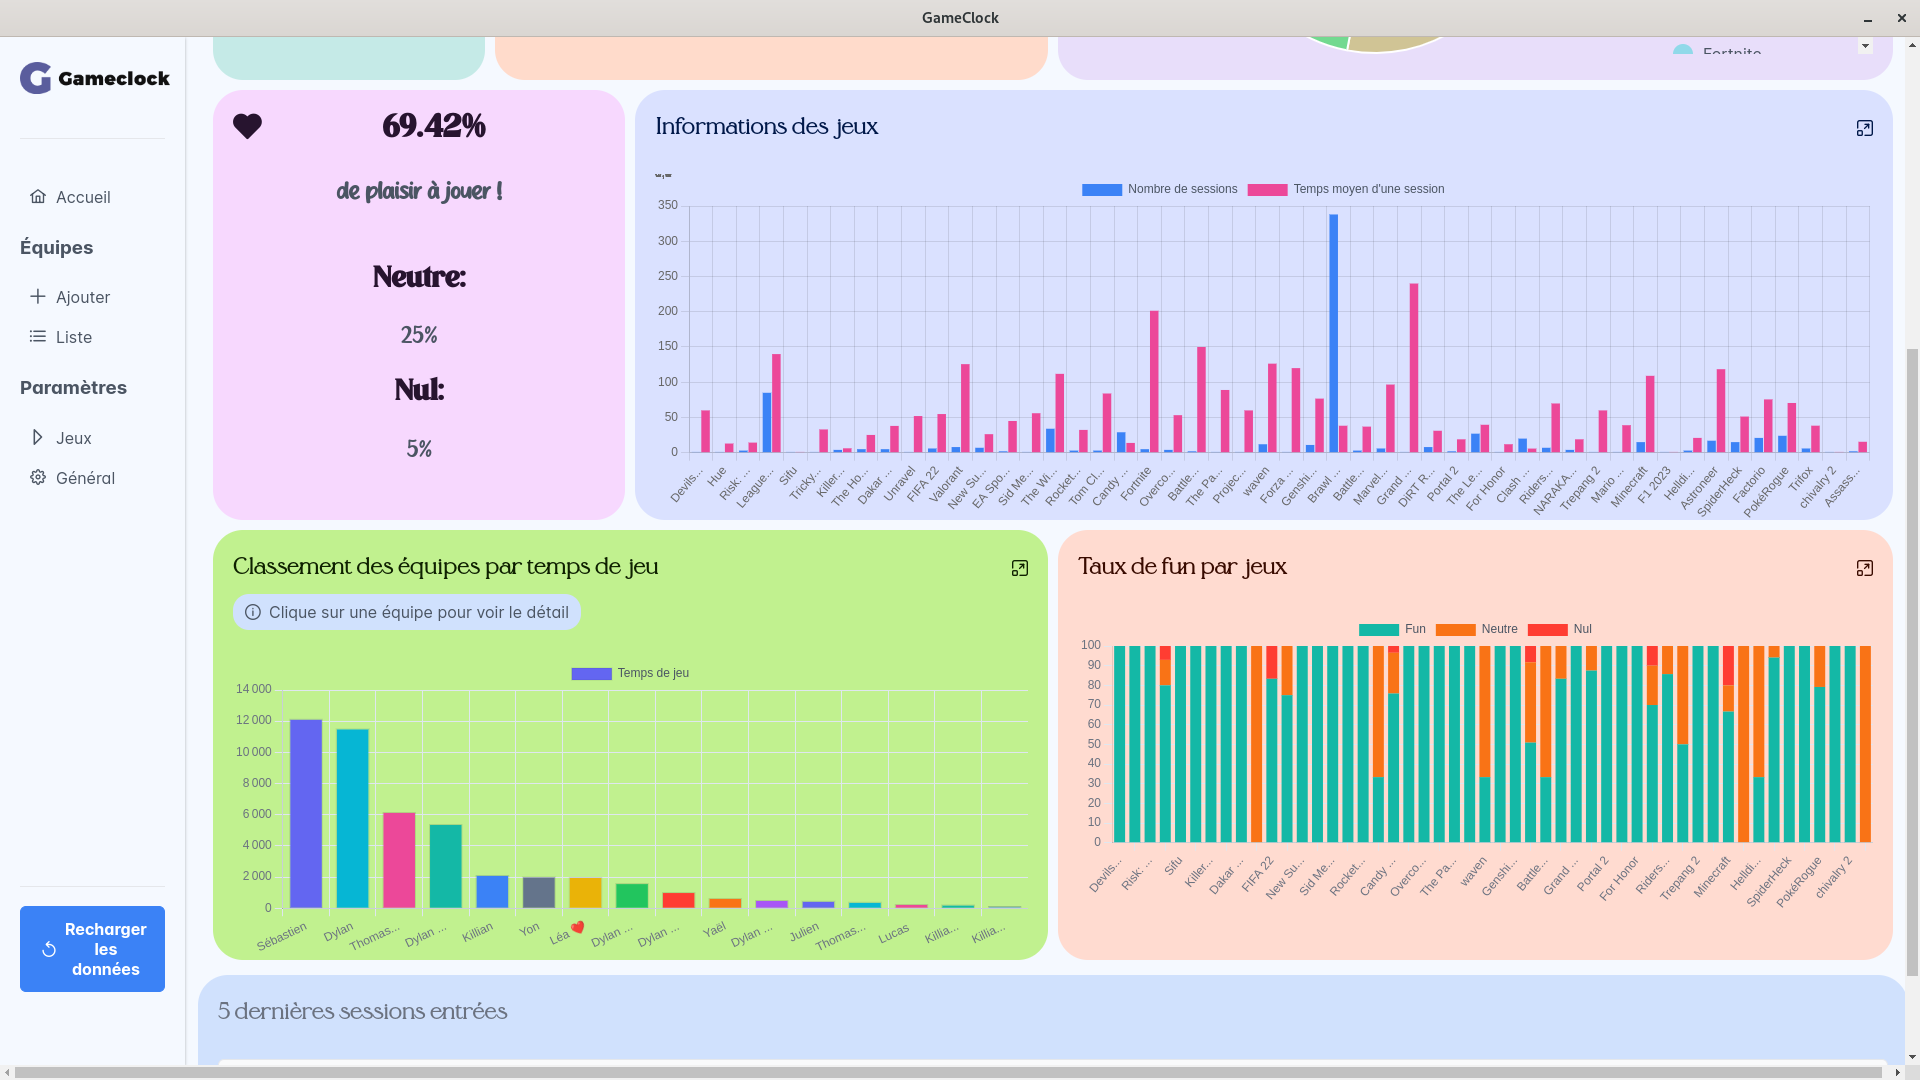 GameClock
Gameclock
Accueil
Équipes
Ajouter
Liste
Paramètres
Jeux
Général
Recharger
les
données
69.42%
de plaisir à jouer !
Neutre:
25%
Nul:
5%
Informations des jeux
Nombre de sessions
Temps moyen d'une session
350
300
250
200
150
100
50
0
Devils...
Hue
Risk: ...
League...
Sifu
Tricky...
Killer...
The Ho...
Dakar ...
Unravel
FIFA 22
Valorant
New Su...
EA Spo...
Sid Me...
The Wi...
Rocket...
Tom Cl...
Candy ...
Fortnite
Overco...
Battle...
The Pa...
Projec...
waven
Forza ...
Genshi...
Brawl ...
Battle...
Marvel...
Grand ...
DiRT R...
Portal 2
The Le...
For Honor
Clash ...
Riders...
NARAKA...
Trepang 2
Mario ...
Minecraft
F1 2023
Helldi...
Astroneer
SpiderHeck
Factorio
PokéRogue
Trifox
chivalry 2
Assass...
Classement des équipes par temps de jeu
Clique sur une équipe pour voir le détail
Temps de jeu
14 000
12 000
10 000
8 000
6 000
4 000
2 000
0
Sébastien
Dylan
Thomas...
Dylan ...
Killian
Yon
Léa ❤️
Dylan ...
Dylan ...
Yaël
Dylan ...
Julien
Thomas...
Lucas
Killia...
Killia...
Taux de fun par jeux
Fun
Neutre
Nul
100
90
80
70
60
50
40
30
20
10
0
Devils...
Risk: ...
Sifu
Killer...
Dakar ...
FIFA 22
New Su...
Sid Me...
Rocket...
Candy ...
Overco...
The Pa...
waven
Genshi...
Battle...
Grand ...
Portal 2
For Honor
Riders...
Trepang 2
Minecraft
Helldi...
SpiderHeck
PokéRogue
chivalry 2
5 dernières sessions entrées